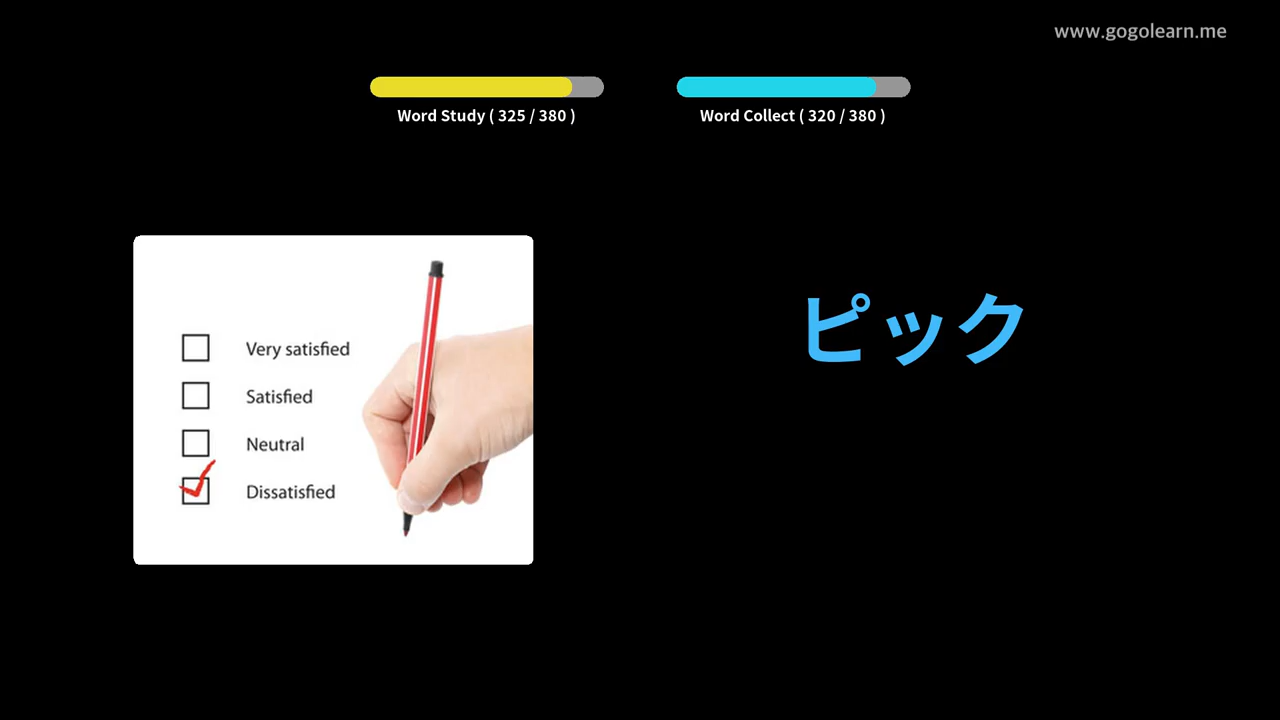 www.gogolearn.me
Word Study ( 325 / 380 )
Word Collect ( 320 / 380 )
Very satisfied
Satisfied
Neutral
Dissatisfied
ピック